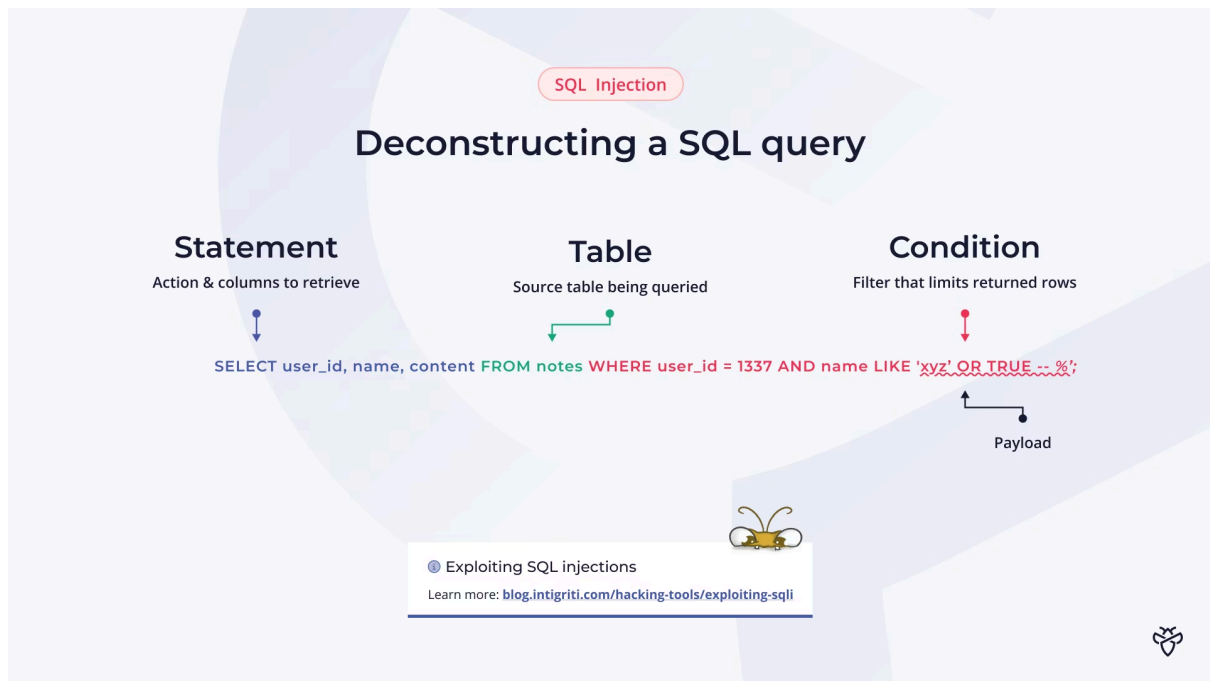 SQL Injection
Deconstructing a SQL query
Statement
Action & columns to retrieve
Table
Source table being queried
Condition
Filter that limits returned rows
SELECT user_id, name, content FROM notes WHERE user_id = 1337 AND name LIKE ‘xyz’ OR TRUE -- %’;
Payload
Exploiting SQL injections
Learn more: blog.intigriti.com/hacking-tools/exploiting-sqli